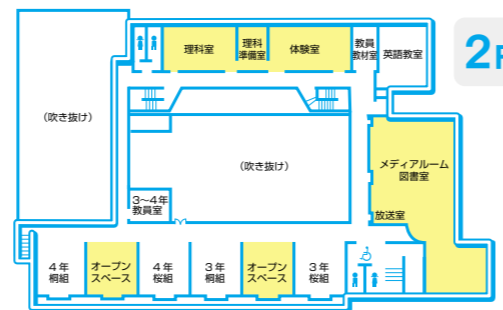 2F
理科室
理科
準備室
体験室
教員
教材室
英語教室
(吹き抜け)
(吹き抜け)
メディアルーム
図書室
3〜4年
教員室
放送室
4年
桐組
オープン
スペース
4年
桜組
3年
桐組
オープン
スペース
3年
桜組